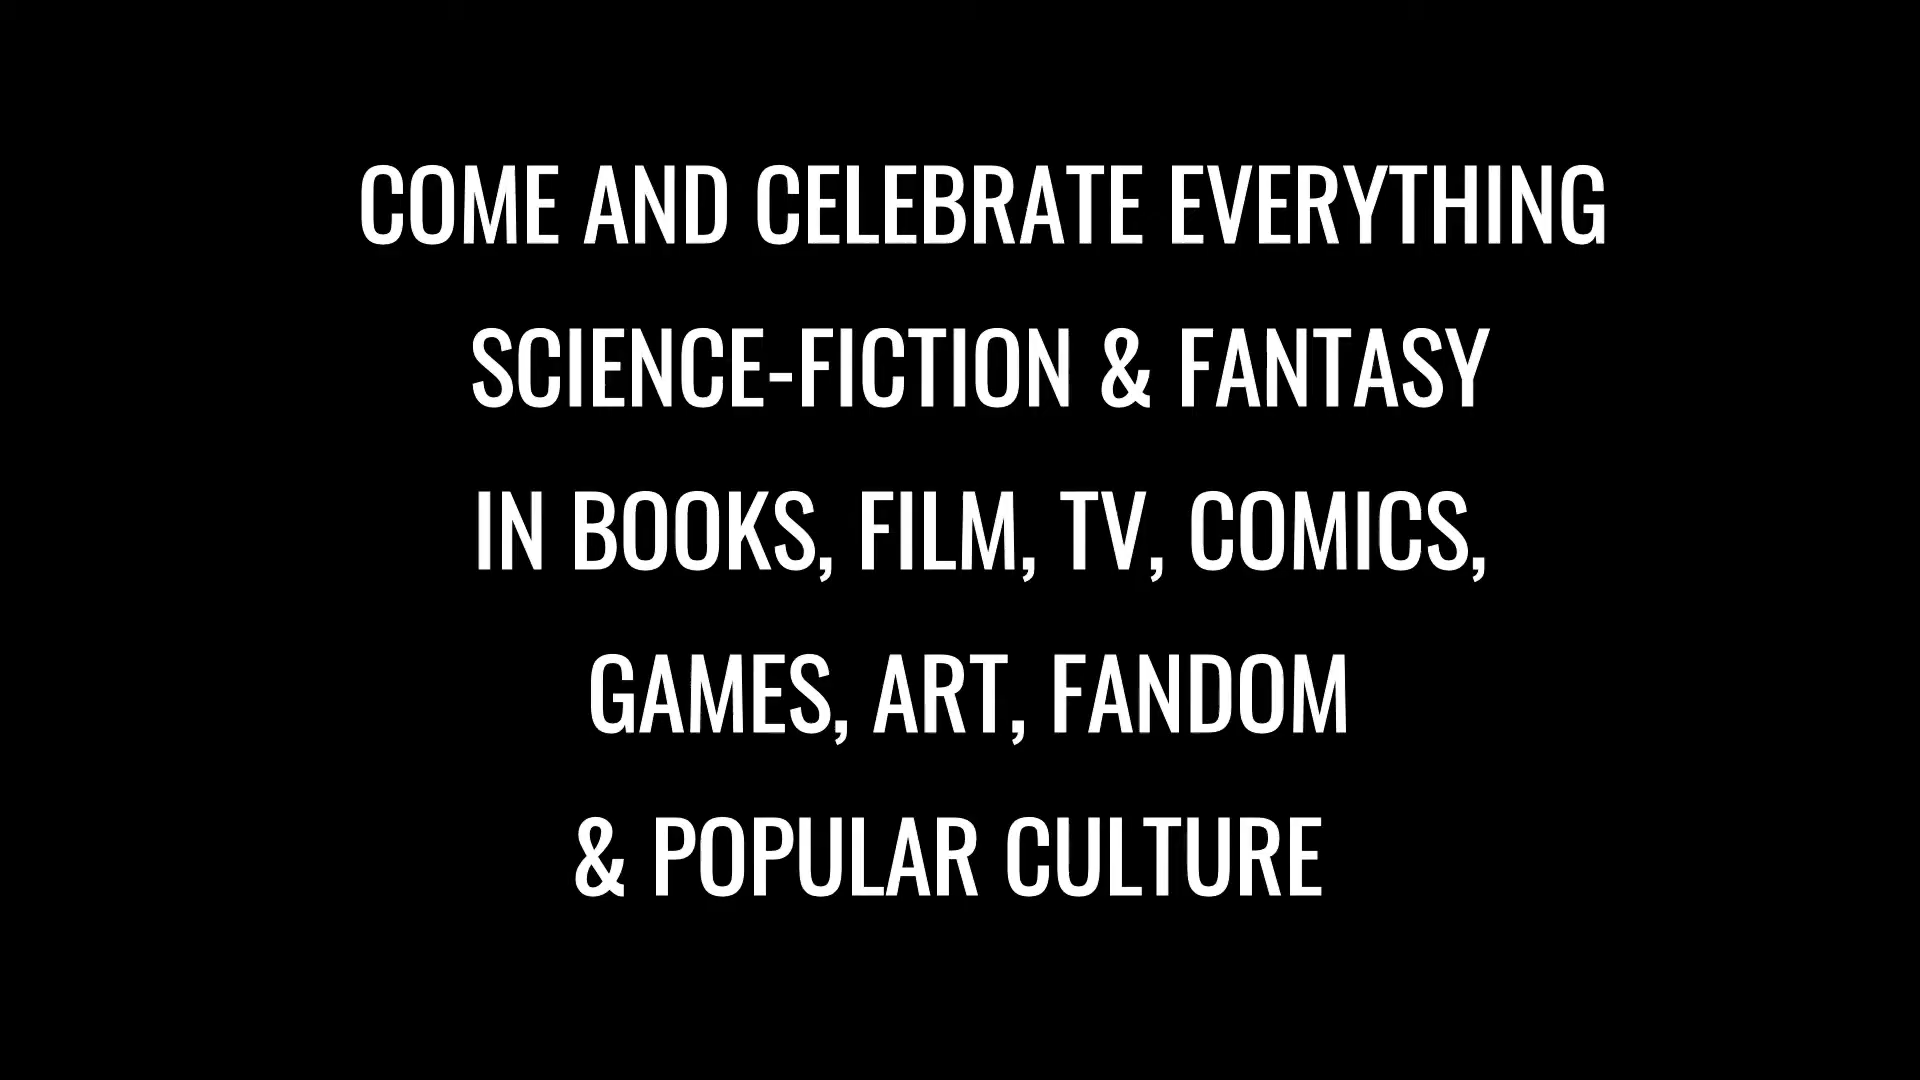 COME AND CELEBRATE EVERYTHING
SCIENCE-FICTION & FANTASY
IN BOOKS, FILM, TV, COMICS,
GAMES, ART, FANDOM
& POPULAR CULTURE